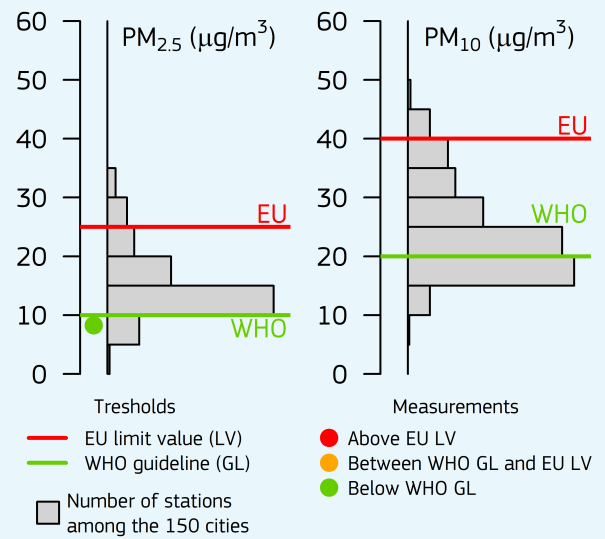 PM2.5 (μg/m³)
60
50
40
30
20
10
0
EU
WHO
PM10 (μg/m³)
60
50
40
30
20
10
0
EU
WHO
Tresholds
EU limit value (LV)
WHO guideline (GL)
Number of stations
among the 150 cities
Measurements
Above EU LV
Between WHO GL and EU LV
Below WHO GL